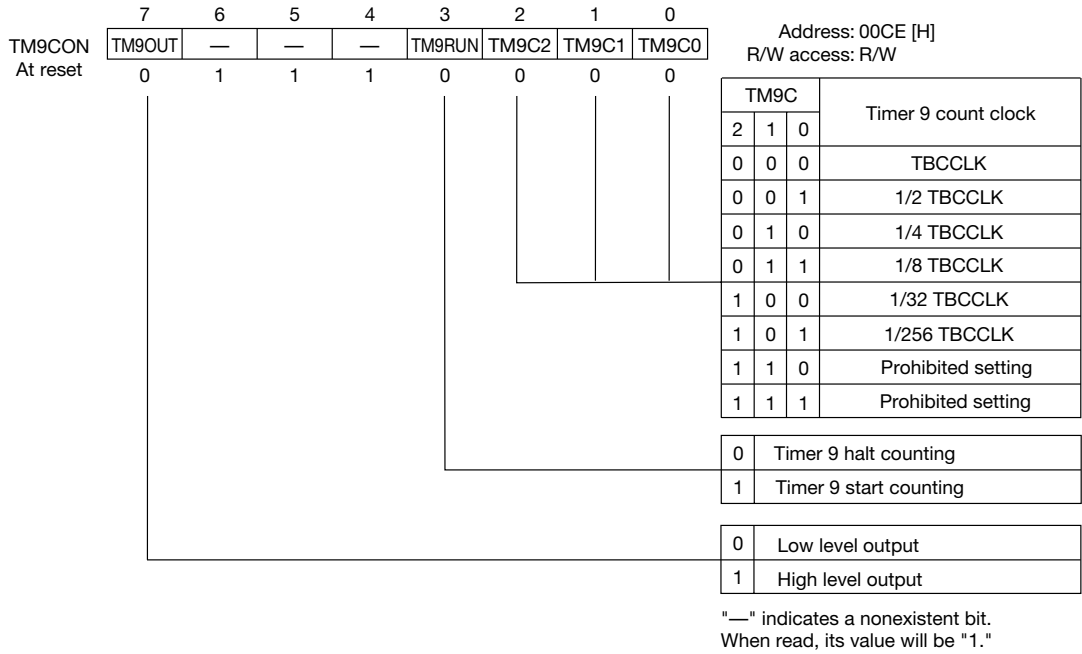 7 6 5 4 3 2 1 0
TM9CON TM9OUT — — — TM9RUN TM9C2 TM9C1 TM9C0
At reset 0 1 1 1 0 0 0 0
Address: 00CE [H]
R/W access: R/W
TM9C Timer 9 count clock
2 1 0
0 0 0 TBCCLK
0 0 1 1/2 TBCCLK
0 1 0 1/4 TBCCLK
0 1 1 1/8 TBCCLK
1 0 0 1/32 TBCCLK
1 0 1 1/256 TBCCLK
1 1 0 Prohibited setting
1 1 1 Prohibited setting
0 Timer 9 halt counting
1 Timer 9 start counting
0 Low level output
1 High level output
"—" indicates a nonexistent bit.
When read, its value will be "1."